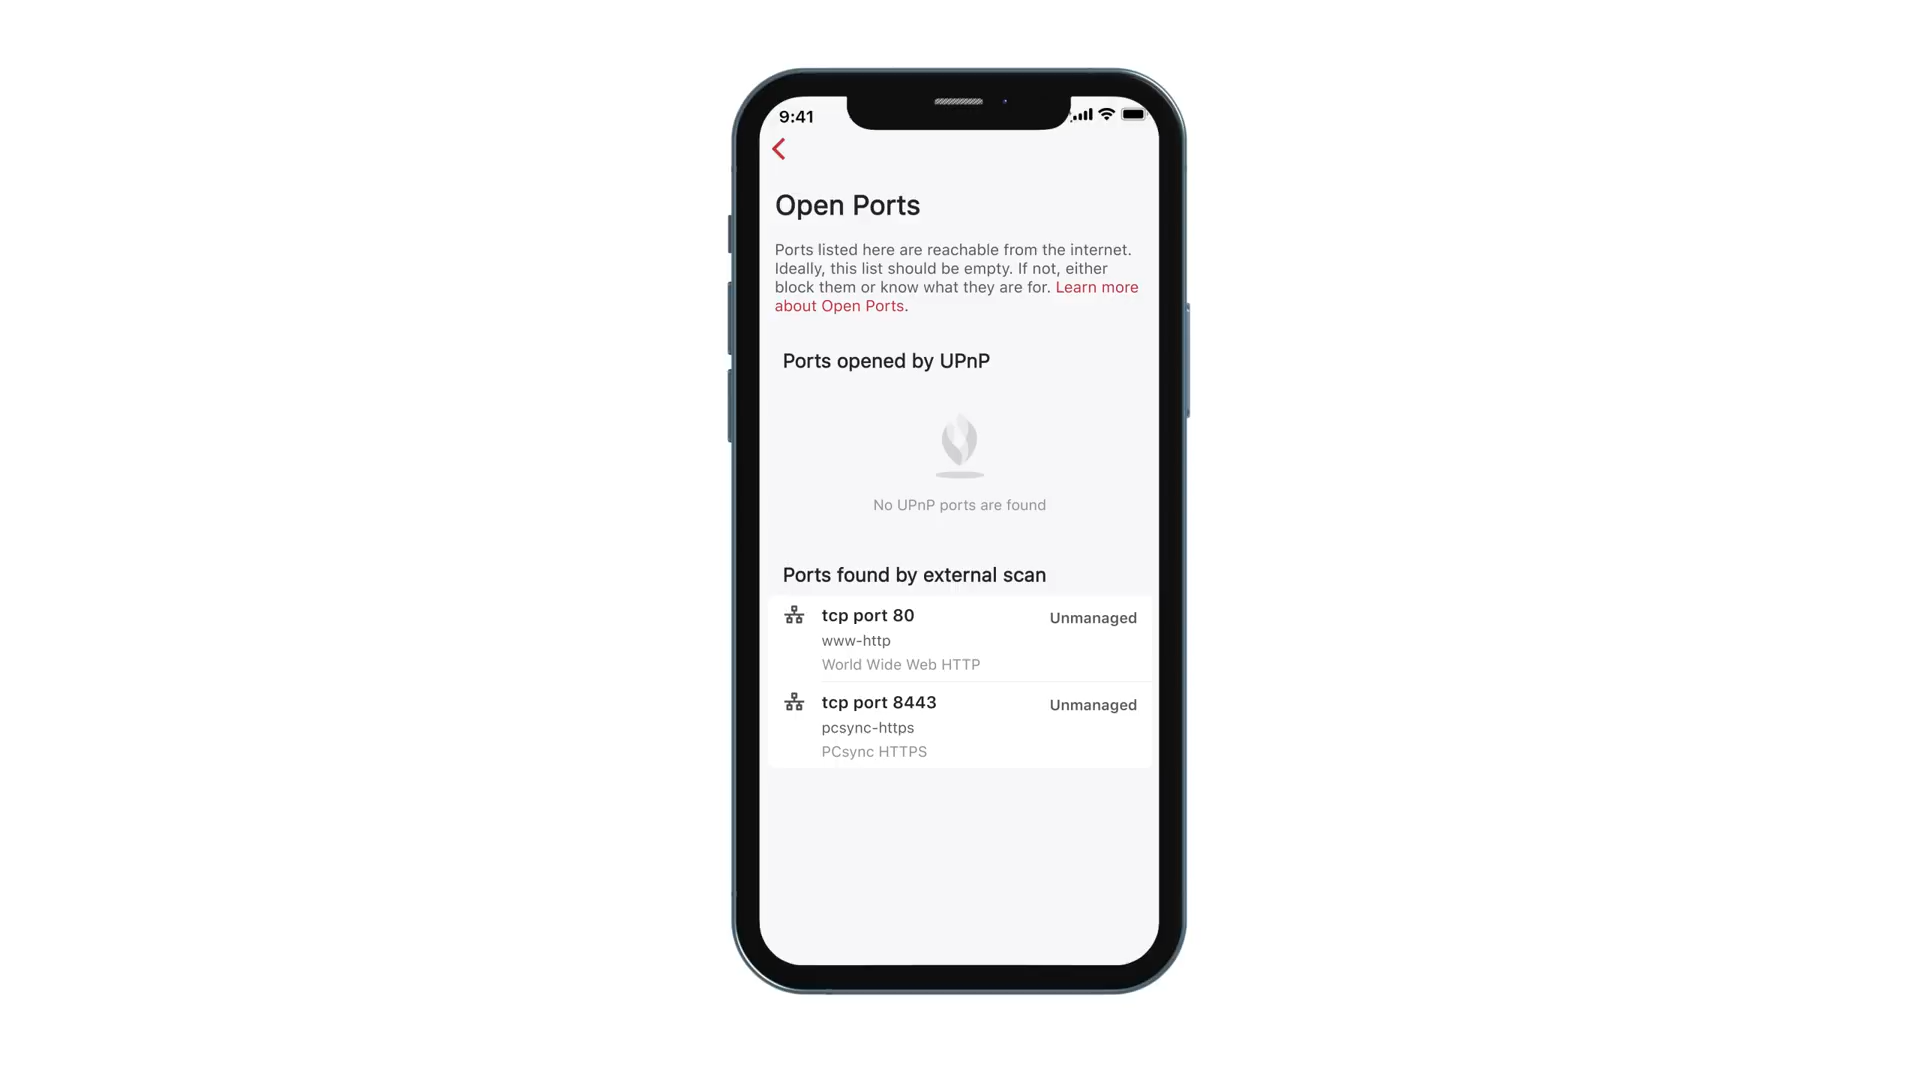 9:41
Open Ports
Ports listed here are reachable from the internet.
Ideally, this list should be empty. If not, either
block them or know what they are for. Learn more
about Open Ports.
Ports opened by UPnP
No UPnP ports are found
Ports found by external scan
tcp port 80
Unmanaged
www-http
World Wide Web HTTP
tcp port 8443
Unmanaged
pcsync-https
PCsync HTTPS